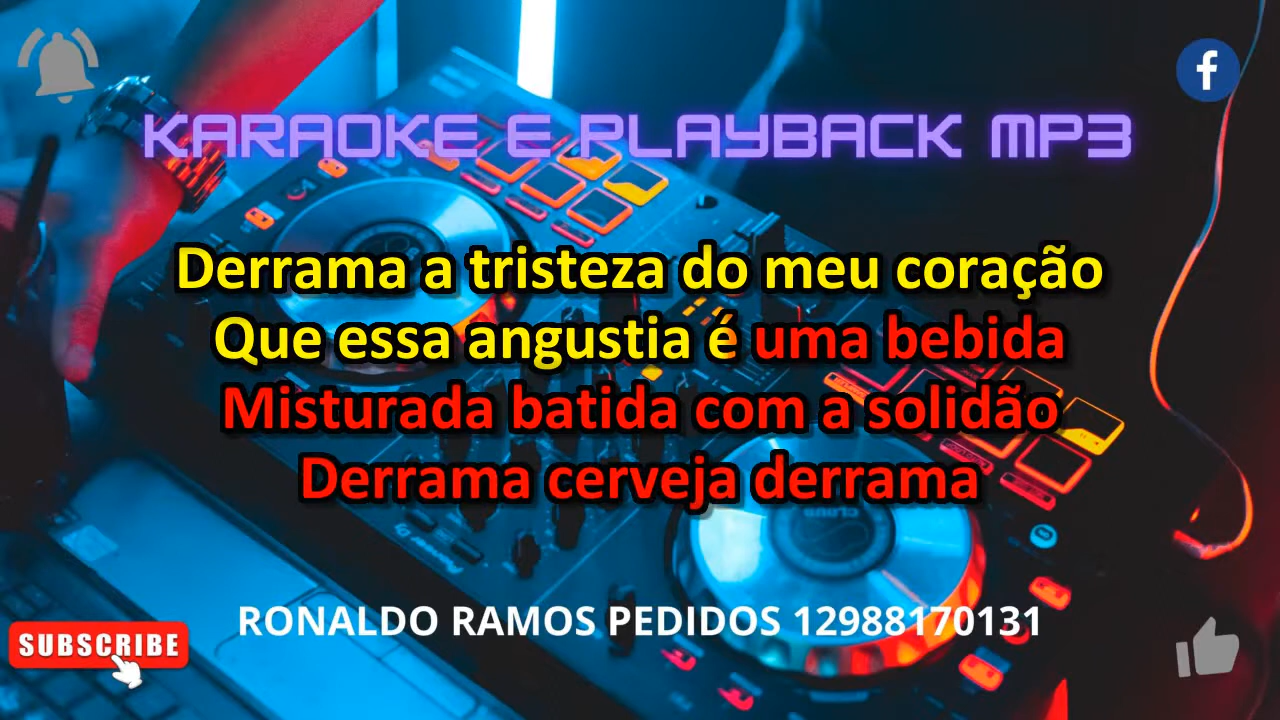 KARAOKE E PLAYBACK MP3
Derrama a tristeza do meu coração
Que essa angustia é uma bebida
Misturada batida com a solidão
Derrama cerveja derrama
RONALDO RAMOS PEDIDOS 12988170131
SUBSCRIBE